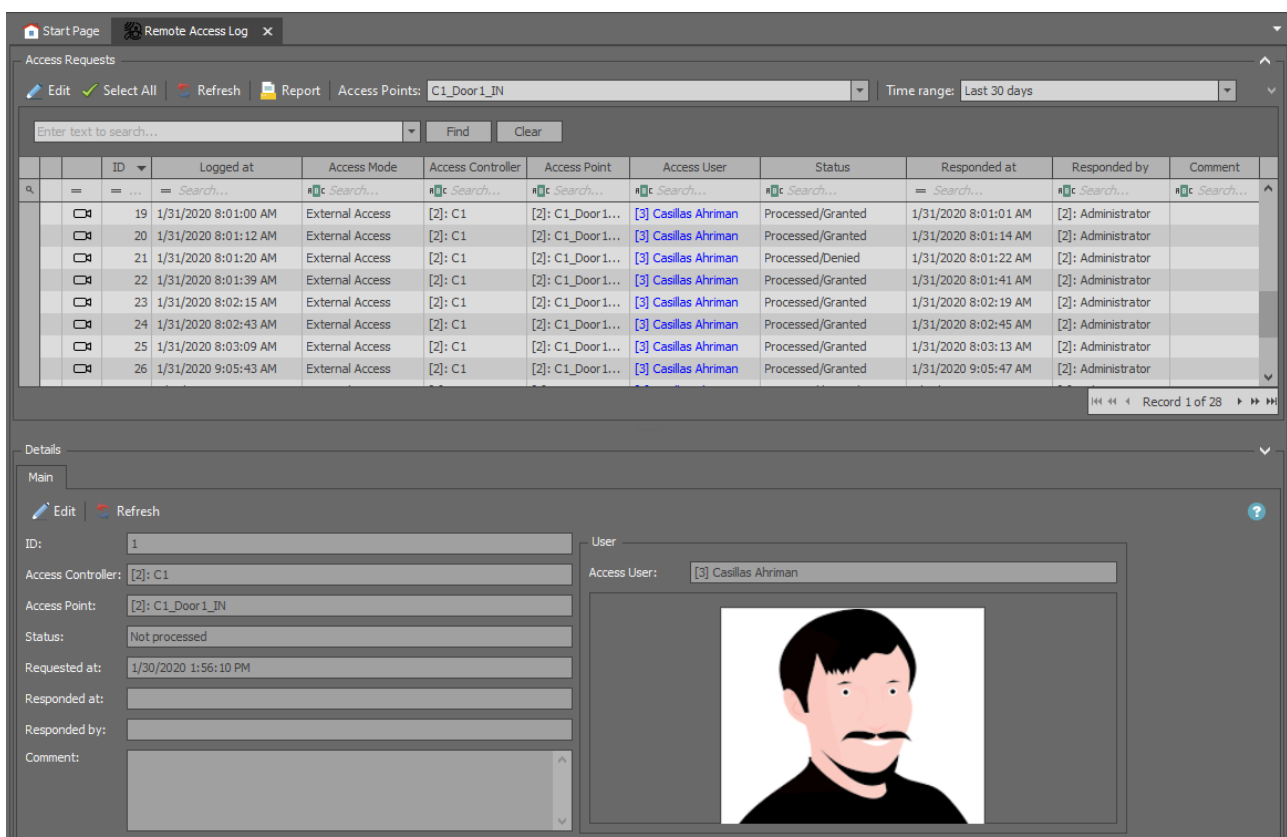 Start Page Remote Access Log
Access Requests
Edit Select All Refresh Report Access Points: C1_Door1_IN Time range: Last 30 days
Enter text to search... Find Clear
ID Logged at Access Mode Access Controller Access Point Access User Status Responded at Responded by Comment
= = ... = Search... ABC Search... ABC Search... ABC Search... ABC Search... ABC Search... = Search... ABC Search... ABC Search...
19 1/31/2020 8:01:00 AM External Access [2]: C1 [2]: C1_Door1... [3] Casillas Ahriman Processed/Granted 1/31/2020 8:01:01 AM [2]: Administrator
20 1/31/2020 8:01:12 AM External Access [2]: C1 [2]: C1_Door1... [3] Casillas Ahriman Processed/Granted 1/31/2020 8:01:14 AM [2]: Administrator
21 1/31/2020 8:01:20 AM External Access [2]: C1 [2]: C1_Door1... [3] Casillas Ahriman Processed/Denied 1/31/2020 8:01:22 AM [2]: Administrator
22 1/31/2020 8:01:39 AM External Access [2]: C1 [2]: C1_Door1... [3] Casillas Ahriman Processed/Granted 1/31/2020 8:01:41 AM [2]: Administrator
23 1/31/2020 8:02:15 AM External Access [2]: C1 [2]: C1_Door1... [3] Casillas Ahriman Processed/Granted 1/31/2020 8:02:19 AM [2]: Administrator
24 1/31/2020 8:02:43 AM External Access [2]: C1 [2]: C1_Door1... [3] Casillas Ahriman Processed/Granted 1/31/2020 8:02:45 AM [2]: Administrator
25 1/31/2020 8:03:09 AM External Access [2]: C1 [2]: C1_Door1... [3] Casillas Ahriman Processed/Granted 1/31/2020 8:03:13 AM [2]: Administrator
26 1/31/2020 9:05:43 AM External Access [2]: C1 [2]: C1_Door1... [3] Casillas Ahriman Processed/Granted 1/31/2020 9:05:47 AM [2]: Administrator
Record 1 of 28
Details
Main
Edit Refresh
ID: 1
User
Access Controller: [2]: C1
Access User: [3] Casillas Ahriman
Access Point: [2]: C1_Door1_IN
Status: Not processed
Requested at: 1/30/2020 1:56:10 PM
Responded at:
Responded by:
Comment: